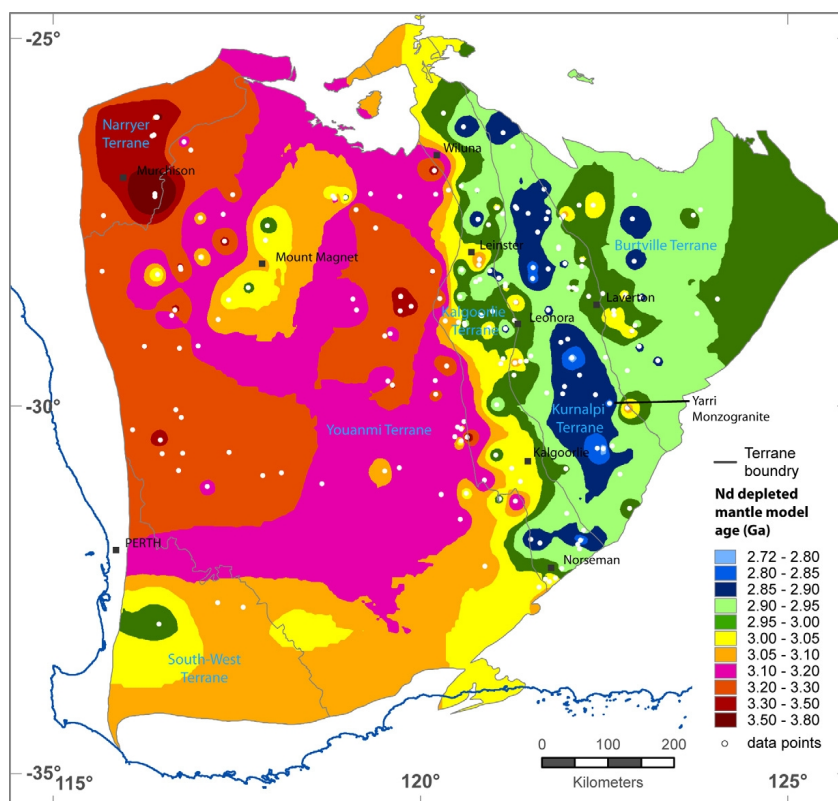 -25°
Narryer
Terrane
Murchison
Wiluna
Mount Magnet
Leinster
Burtville Terrane
Laverton
Kalgoorlie
Terrane
Leonora
-30°
Youanmi Terrane
Kurnalpi
Terrane
Yarri
Monzogranite
Kalgoorlie
Terrane
boundry
Nd depleted
mantle model
age (Ga)
PERTH
Norseman
2.72 - 2.80
2.80 - 2.85
2.85 - 2.90
2.90 - 2.95
2.95 - 3.00
3.00 - 3.05
3.05 - 3.10
3.10 - 3.20
3.20 - 3.30
3.30 - 3.50
3.50 - 3.80
data points
South-West
Terrane
0 50 100 150 200
Kilometers
-35°
115°
120°
125°